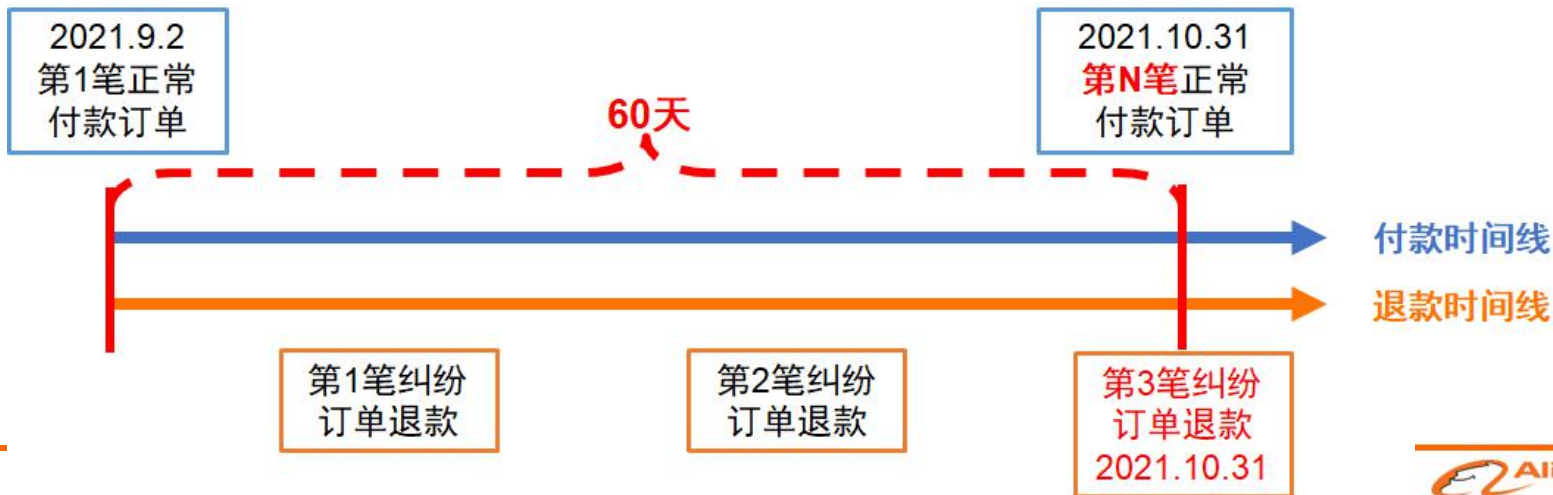 2021.9.2
第1笔正常
付款订单
2021.10.31
第N笔正常
付款订单
60天
付款时间线
退款时间线
第1笔纠纷
订单退款
第2笔纠纷
订单退款
第3笔纠纷
订单退款
2021.10.31